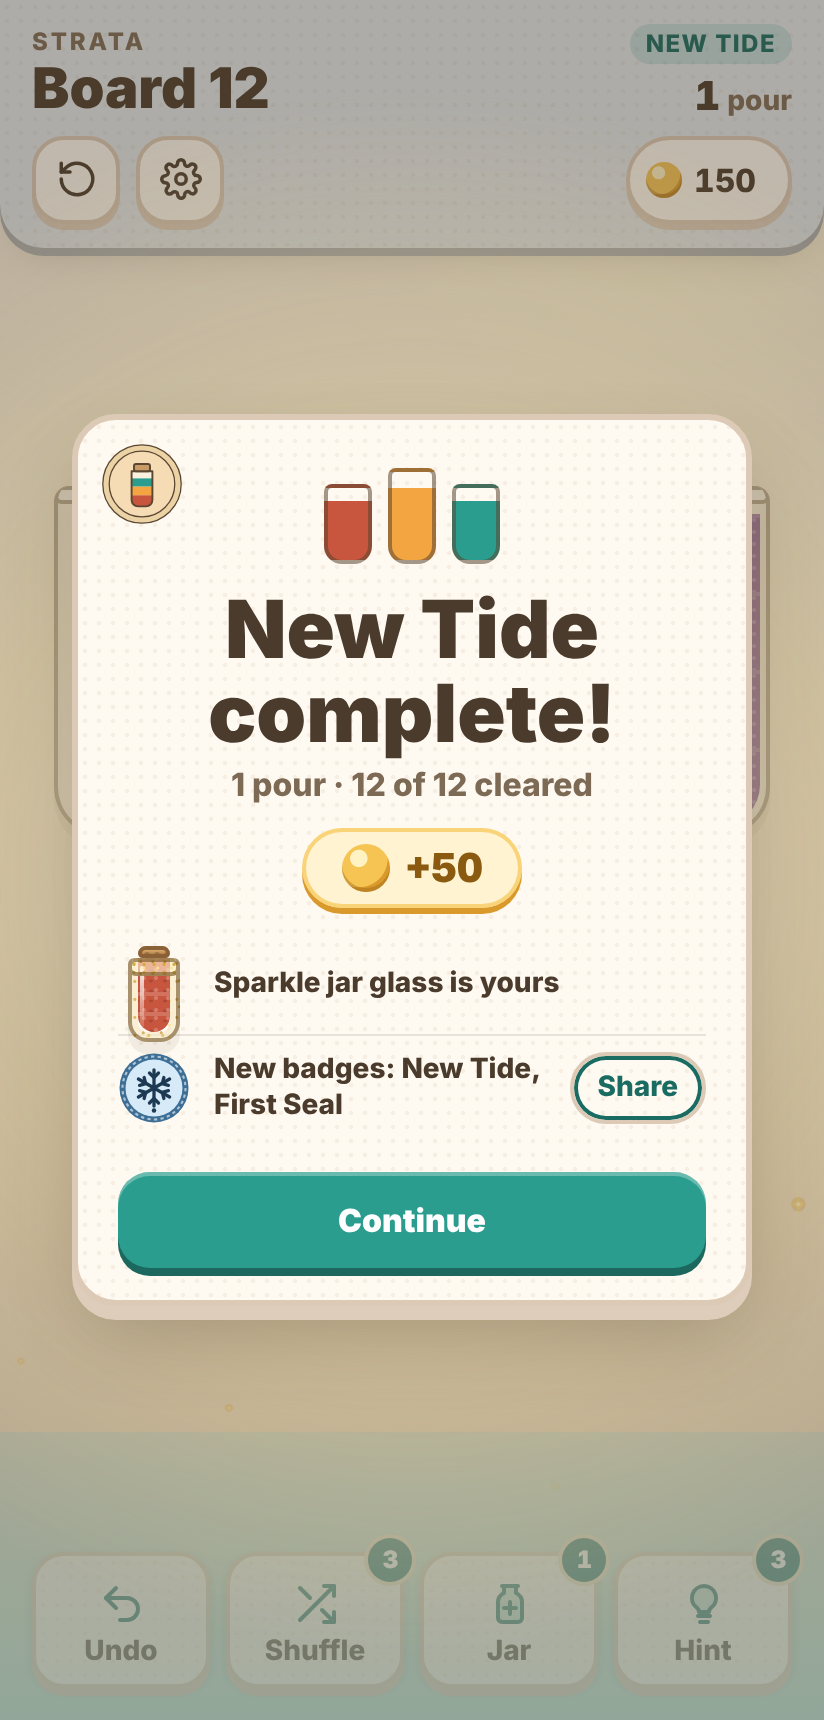 STRATA
NEW TIDE
Board 12
1 pour
150
New Tide
complete!
1 pour · 12 of 12 cleared
+50
Sparkle jar glass is yours
New badges: New Tide,
First Seal
Share
Continue
3
1
3
Undo
Shuffle
Jar
Hint